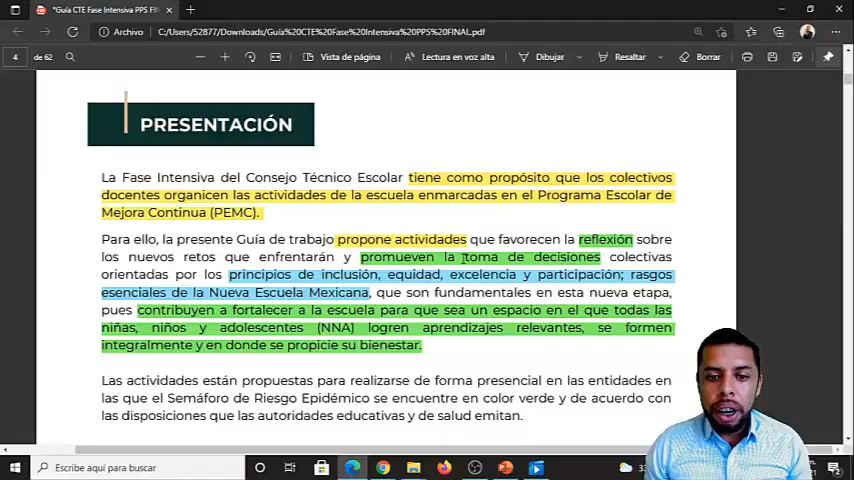 *Guía CTE Fase Intensiva PPS FIN
Archivo C:/Users/52877/Downloads/Guía%20CTE%20Fase%20Intensiva%20PPS%20FINAL.pdf
4 de 62 Vista de página Lectura en voz alta Dibujar Resaltar Borrar
PRESENTACIÓN
La Fase Intensiva del Consejo Técnico Escolar tiene como propósito que los colectivos
docentes organicen las actividades de la escuela enmarcadas en el Programa Escolar de
Mejora Continua (PEMC).
Para ello, la presente Guía de trabajo propone actividades que favorecen la reflexión sobre
los nuevos retos que enfrentarán y promueven la toma de decisiones colectivas
orientadas por los principios de inclusión, equidad, excelencia y participación; rasgos
esenciales de la Nueva Escuela Mexicana, que son fundamentales en esta nueva etapa,
pues contribuyen a fortalecer a la escuela para que sea un espacio en el que todas las
niñas, niños y adolescentes (NNA) logren aprendizajes relevantes, se formen
integralmente y en donde se propicie su bienestar.
Las actividades están propuestas para realizarse de forma presencial en las entidades en
las que el Semáforo de Riesgo Epidémico se encuentre en color verde y de acuerdo con
las disposiciones que las autoridades educativas y de salud emitan.
Escribe aquí para buscar